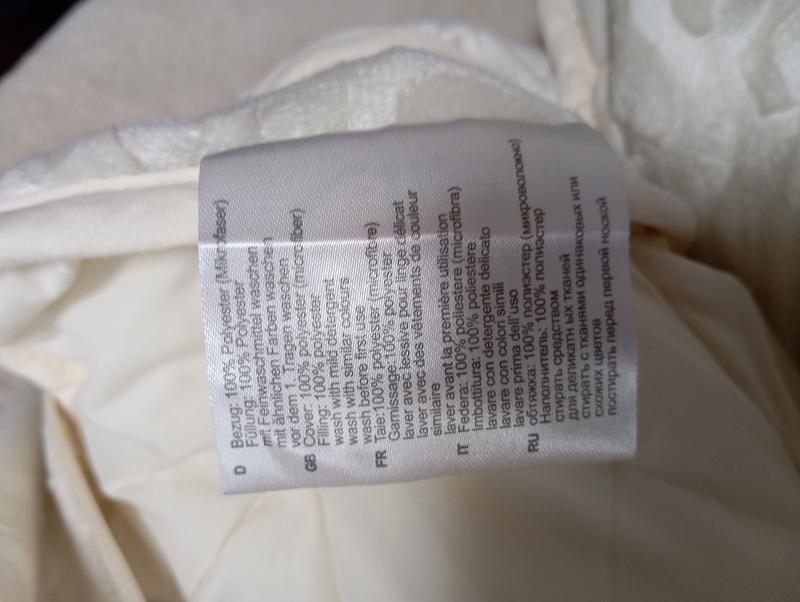 D Bezug: 100% Polyester (Mikrofaser)
Füllung: 100% Polyester
mit Feinwaschmittel waschen
mit ähnlichen Farben waschen
vor dem 1. Tragen waschen
GB Cover: 100% polyester (microfiber)
Filling: 100% polyester
wash with mild detergent
wash with similar colours
wash before first use
FR Taie:100% polyester (microfibre)
Garnissage:100% polyester
laver avec lessive pour linge délicat
laver avec des vêtements de couleur
similaire
laver avant la première utilisation
IT Federa: 100% poliestere (microfibra)
Imbottitura: 100% poliestere
lavare con detergente delicato
lavare con colori simili
lavare prima dell'uso
RU обтяжка: 100% полиэстер (микроволокно)
Наполнитель: 100% полиэстер
стирать средством
для деликатн ых тканей
стирать с тканями одинаковых или
схожих цветов
постирать перед первой ноской